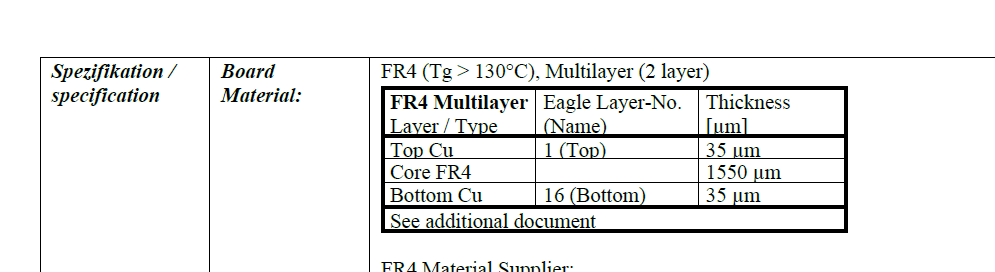 Spezifikation / specification
Board Material:
FR4 (Tg > 130°C), Multilayer (2 layer)
FR4 Multilayer Layer / Type
Eagle Layer-No. (Name)
Thickness [µm]
Top Cu 1 (Top) 35 µm
Core FR4 1550 µm
Bottom Cu 16 (Bottom) 35 µm
See additional document
FR4 Material Supplier: